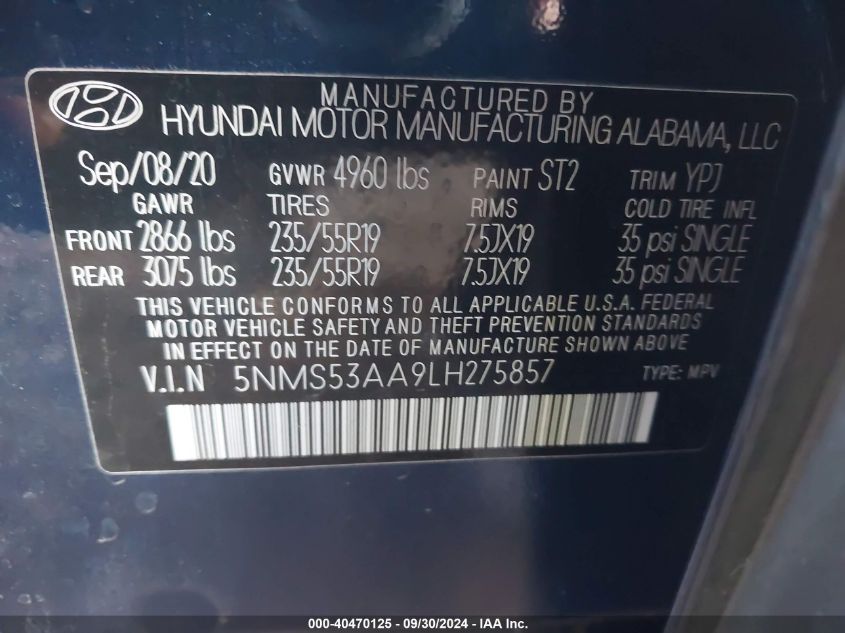 MANUFACTURED BY
HYUNDAI MOTOR MANUFACTURING ALABAMA, LLC
Sep/08/20 GVWR 4960 lbs PAINT ST2 TRIM YPJ
GAWR TIRES RIMS COLD TIRE INFL
FRONT 2866 lbs 235/55R19 7.5JX19 35 psi SINGLE
REAR 3075 lbs 235/55R19 7.5JX19 35 psi SINGLE
THIS VEHICLE CONFORMS TO ALL APPLICABLE U.S.A. FEDERAL
MOTOR VEHICLE SAFETY AND THEFT PREVENTION STANDARDS
IN EFFECT ON THE DATE OF MANUFACTURE SHOWN ABOVE
V.I.N 5NMS53AA9LH275857 TYPE: MPV
000-40470125 - 09/30/2024 - IAA Inc.